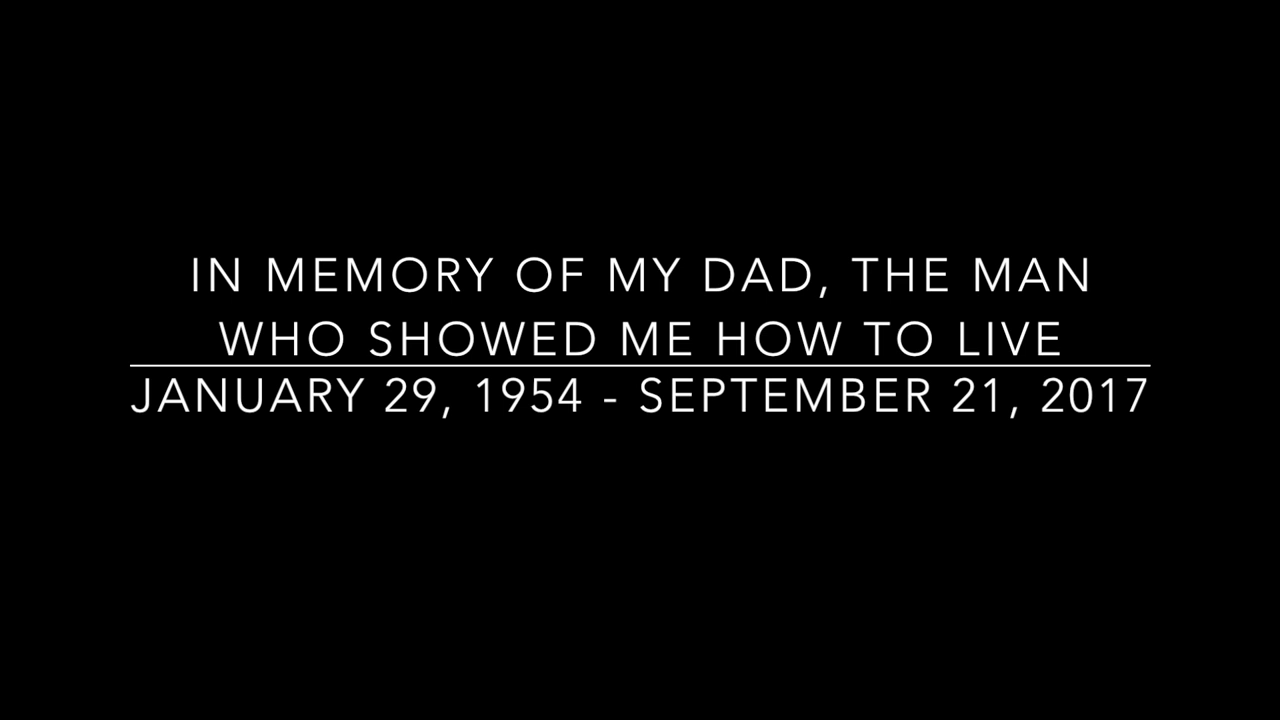 IN MEMORY OF MY DAD, THE MAN
WHO SHOWED ME HOW TO LIVE
JANUARY 29, 1954 - SEPTEMBER 21, 2017